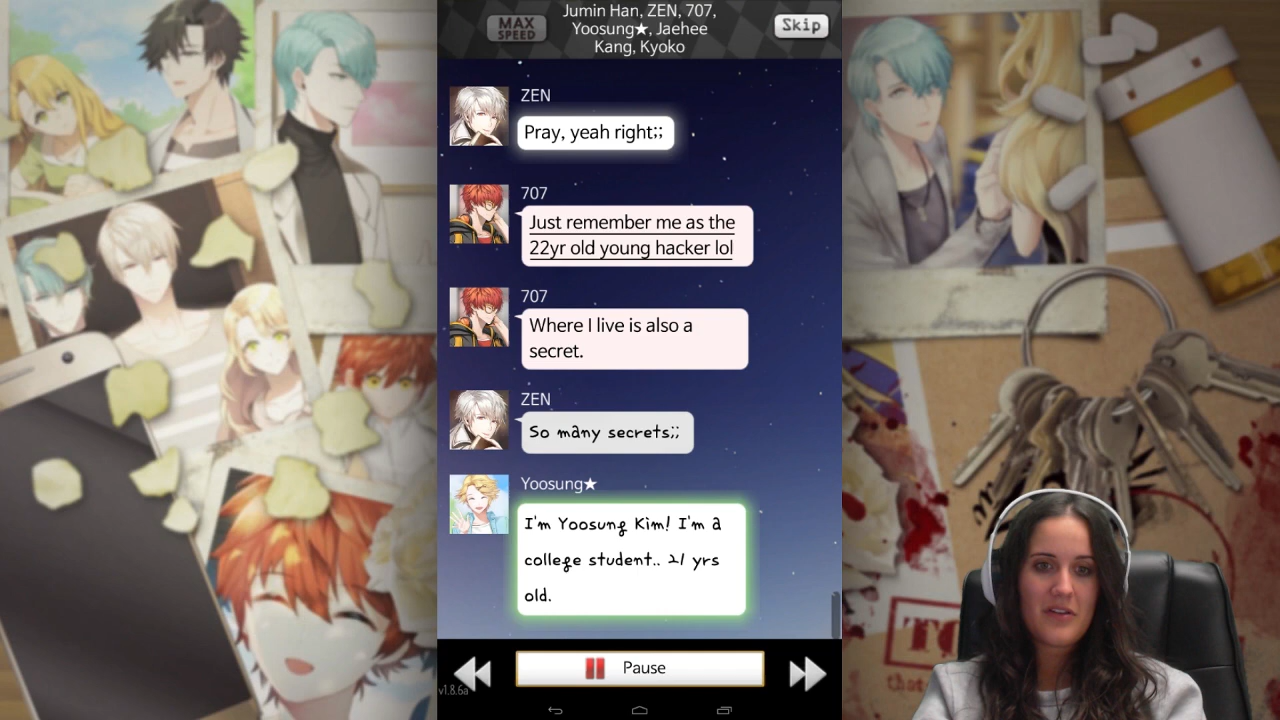 MAX
SPEED
Jumin Han, ZEN, 707,
Yoosung★, Jaehee
Kang, Kyoko
Skip
ZEN
Pray, yeah right;;
707
Just remember me as the
22yr old young hacker lol
707
Where I live is also a
secret.
ZEN
So many secrets;;
Yoosung★
I'm Yoosung Kim! I'm a
college student.. 21 yrs
old.
Pause
v1.8.6a